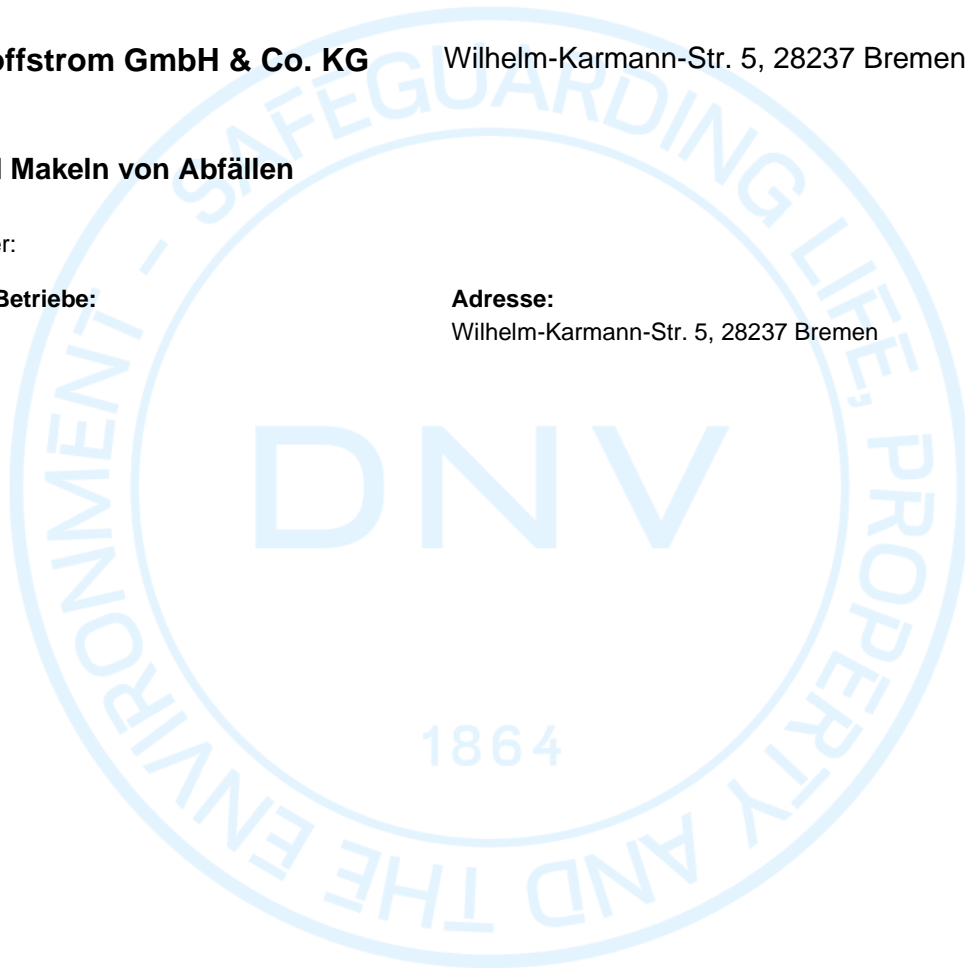 offstrom GmbH & Co. KG Wilhelm-Karmann-Str. 5, 28237 Bremen
Makeln von Abfällen
er:
Betriebe: Adresse:
Wilhelm-Karmann-Str. 5, 28237 Bremen
SAFEGUARDING LIFE, PROPERTY AND THE ENVIRONMENT -
DNV
1864